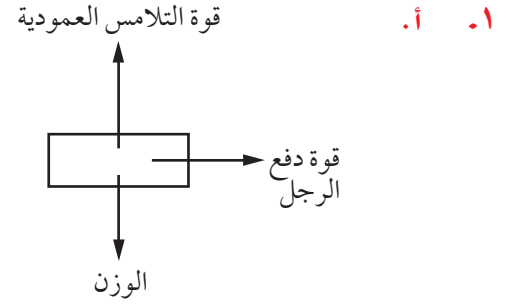 ١. أ.
قوة التلامس العمودية
قوة دفع
الرجل
الوزن